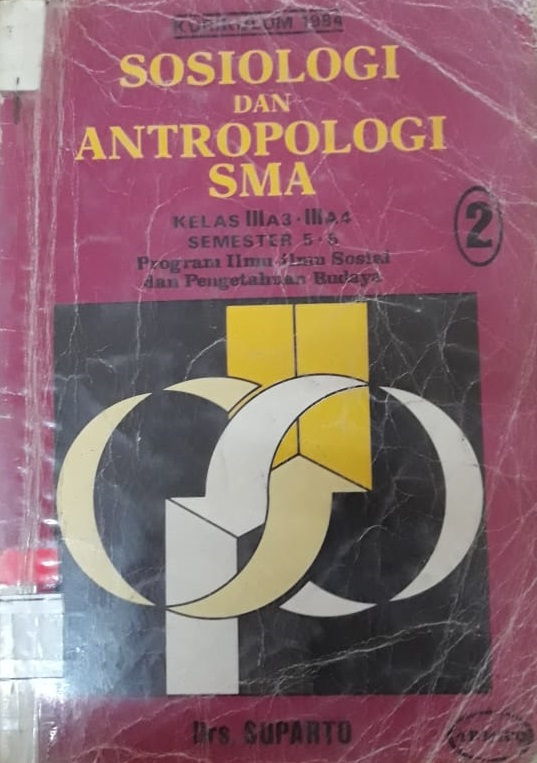 KURIKULUM 1984
SOSIOLOGI
DAN
ANTROPOLOGI
SMA
KELAS IIIA3 · IIIA4
SEMESTER 5 · 6
2
Program Ilmu-Ilmu Sosial
dan Pengetahuan Budaya
Drs. SUPARTO